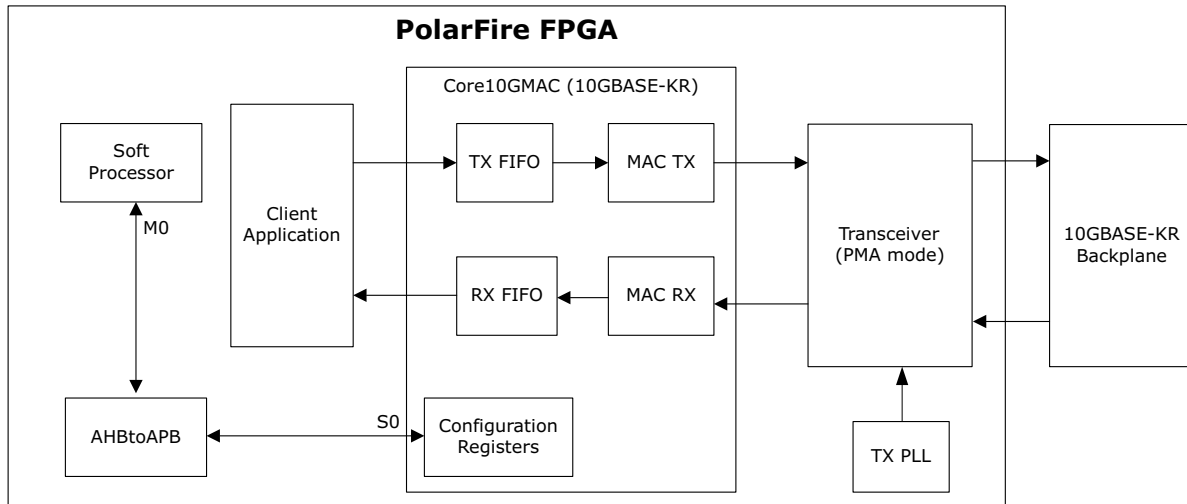 PolarFire FPGA
Core10GMAC (10GBASE-KR)
Soft
Processor
M0
AHBtoAPB
S0
Client
Application
TX FIFO
MAC TX
RX FIFO
MAC RX
Configuration
Registers
Transceiver
(PMA mode)
TX PLL
10GBASE-KR
Backplane